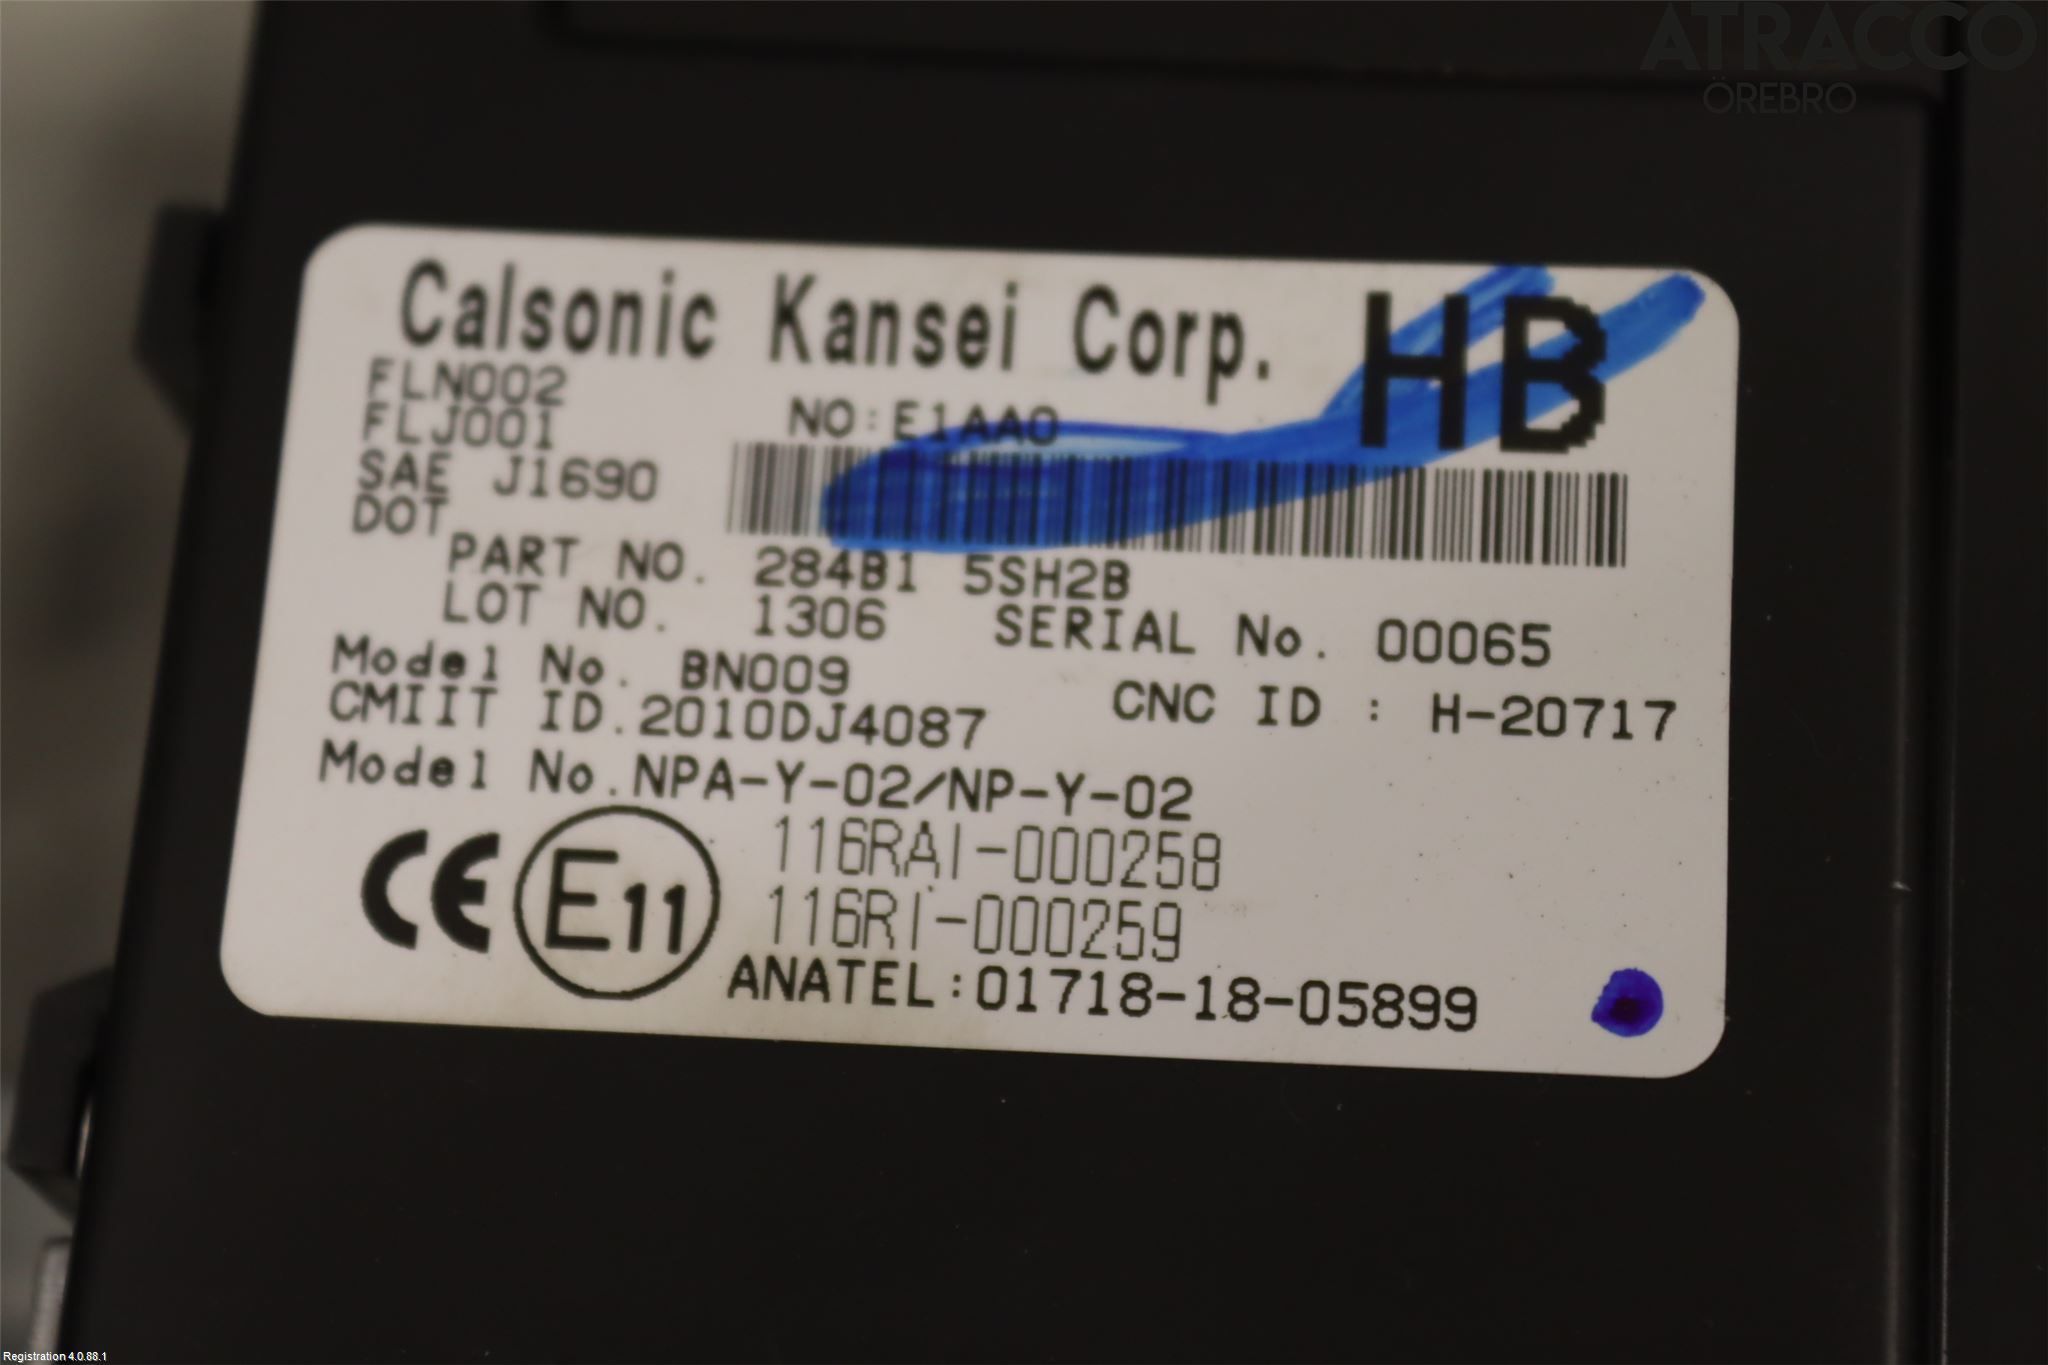 ATRACCO
ÖREBRO
Calsonic Kansei Corp. HB
FLN002
FLJ001 NO:E1AA0
SAE J1690
DOT
PART NO. 284B1 5SH2B
LOT NO. 1306 SERIAL No. 00065
Model No. BN009
CMIIT ID.2010DJ4087 CNC ID : H-20717
Model No.NPA-Y-02/NP-Y-02
CE E11 116RAI-000258
116RI-000259
ANATEL:01718-18-05899
Registration 4.0.88.1